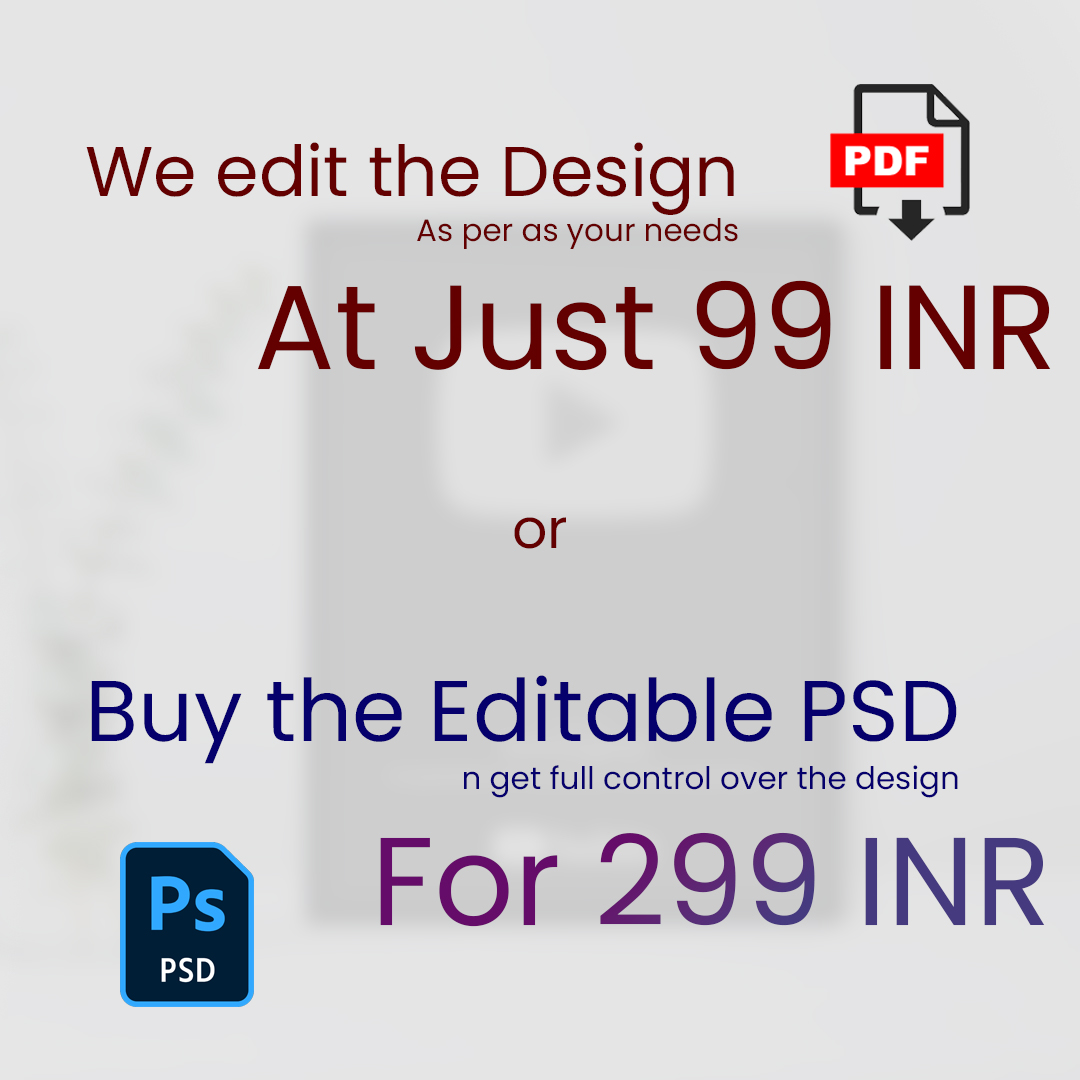 We edit the Design
PDF
As per as your needs
At Just 99 INR
or
Buy the Editable PSD
n get full control over the design
For 299 INR
Ps
PSD